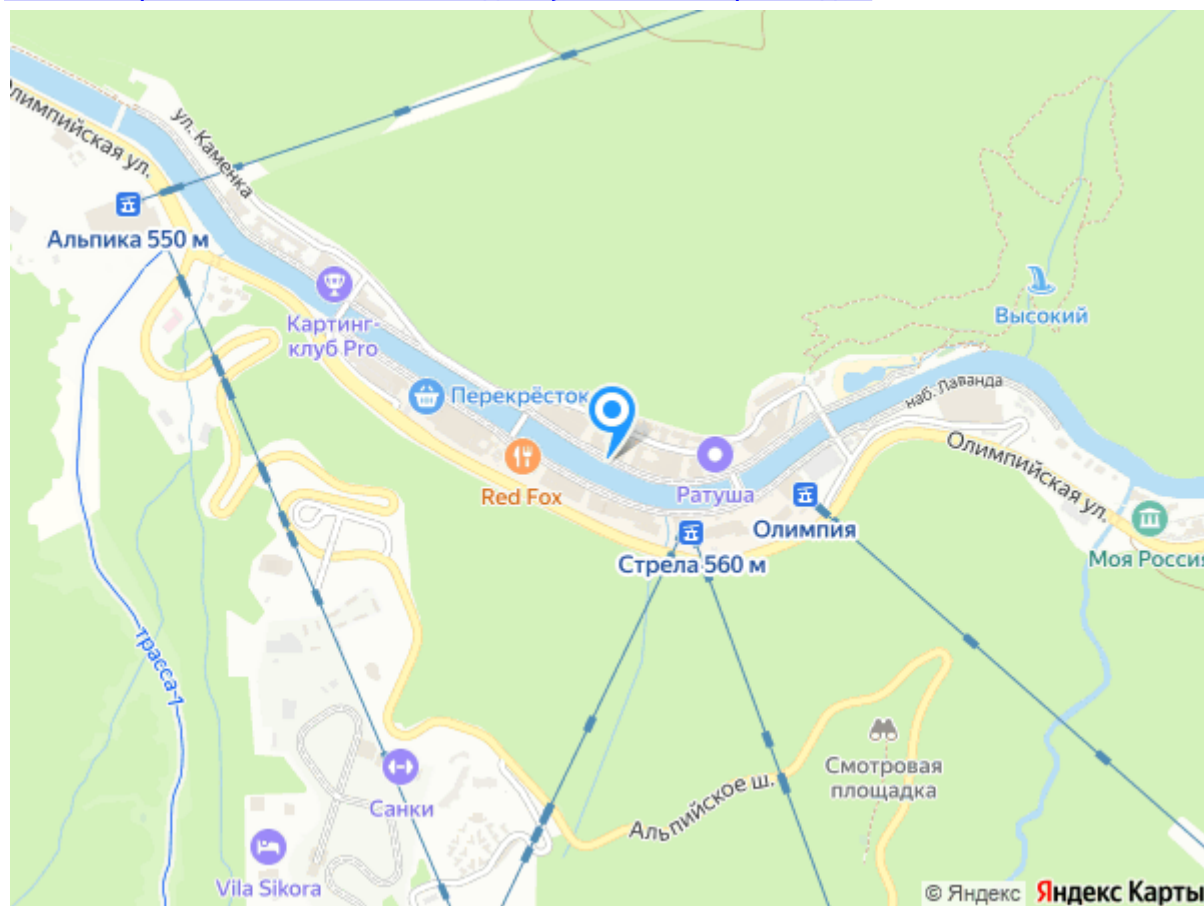 Олимпийская ул.
ул. Каменка
Альпика 550 м
Картинг-
клуб Pro
Высокий
Перекрёсток
наб. Лаванда
Red Fox
Ратуша
Олимпийская ул.
Олимпия
Стрела 560 м
Моя Россия
трасса 1
Смотровая
площадка
Санки
Альпийское ш.
Vila Sikora
© Яндекс Яндекс Карты